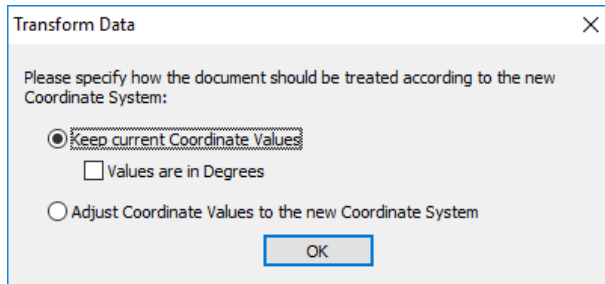 Transform Data
Please specify how the document should be treated according to the new
Coordinate System:
Keep current Coordinate Values
Values are in Degrees
Adjust Coordinate Values to the new Coordinate System
OK